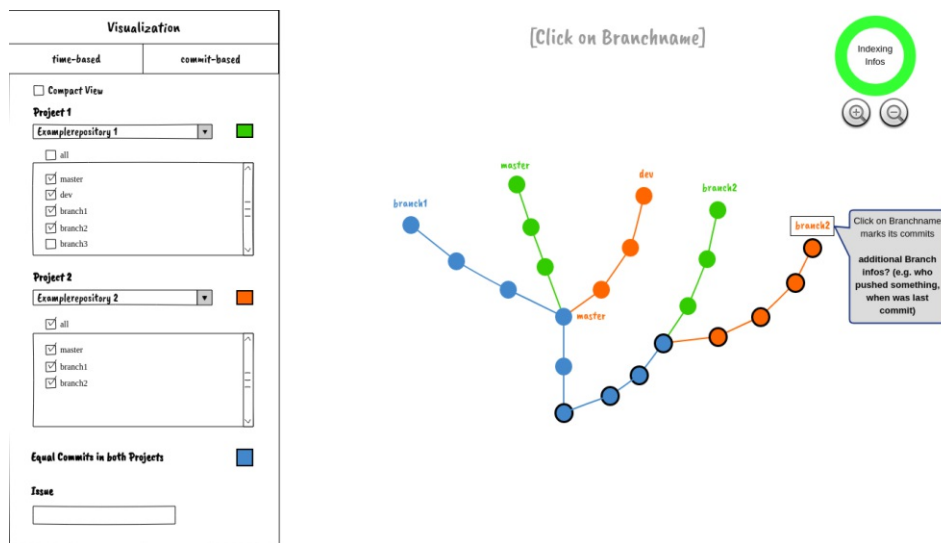 Visualization
time-based
commit-based
Compact View
Project 1
Examplerepository 1
all
master
dev
branch1
branch2
branch3
Project 2
Examplerepository 2
all
master
branch1
branch2
Equal Commits in both Projects
Issue
[Click on Branchname]
Indexing
Infos
master
dev
branch2
branch1
master
branch2
Click on Branchname
marks its commits
additional Branch
infos? (e.g. who
pushed something,
when was last
commit)